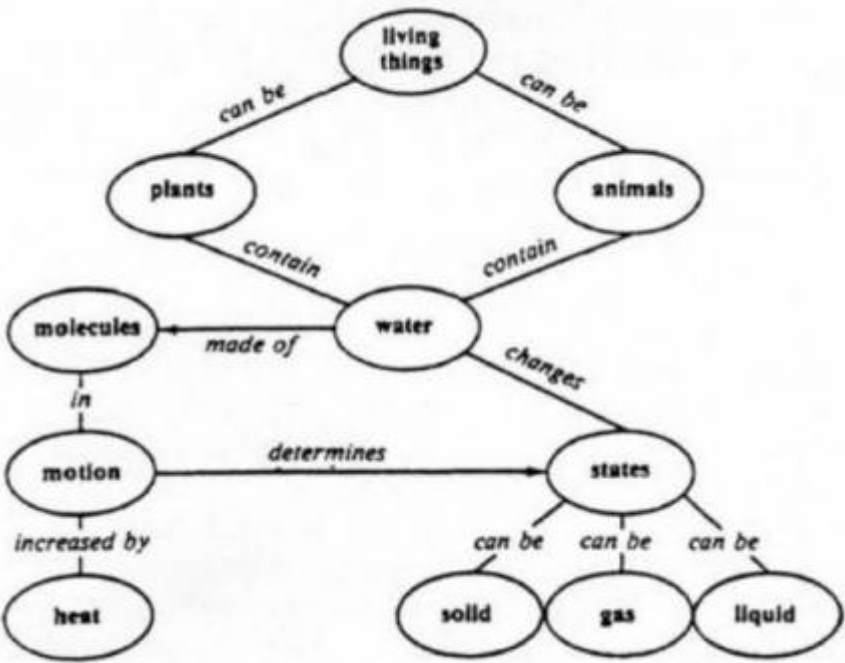 living
things
can be
can be
plants
animals
contain
contain
molecules
water
made of
changes
in
motion
determines
states
increased by
can be
can be
can be
heat
solid
gas
liquid